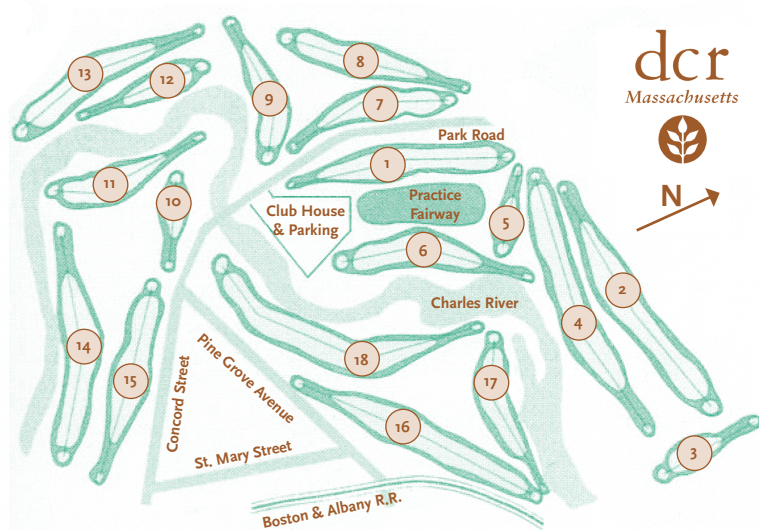 dcr
Massachusetts
N
13
12
9
8
7
Park Road
1
11
10
Club House
& Parking
Practice
Fairway
5
6
2
Charles River
4
14
15
Concord Street
Pine Grove Avenue
18
17
16
St. Mary Street
3
Boston & Albany R.R.